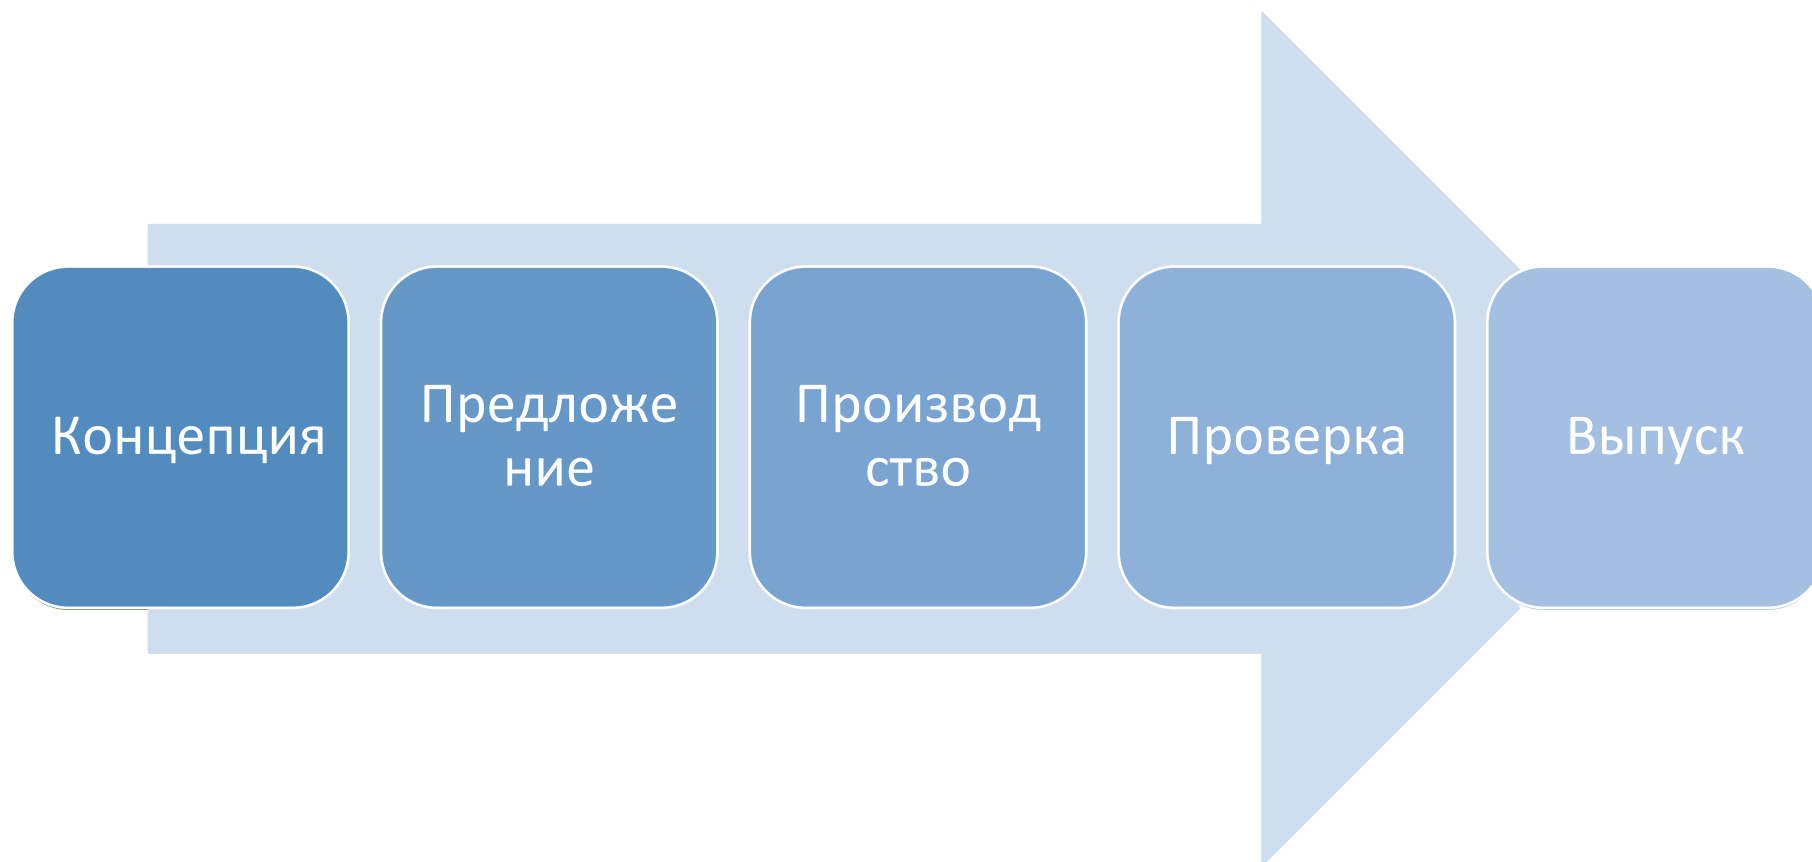 Концепция
Предложе
ние
Производ
ство
Проверка
Выпуск